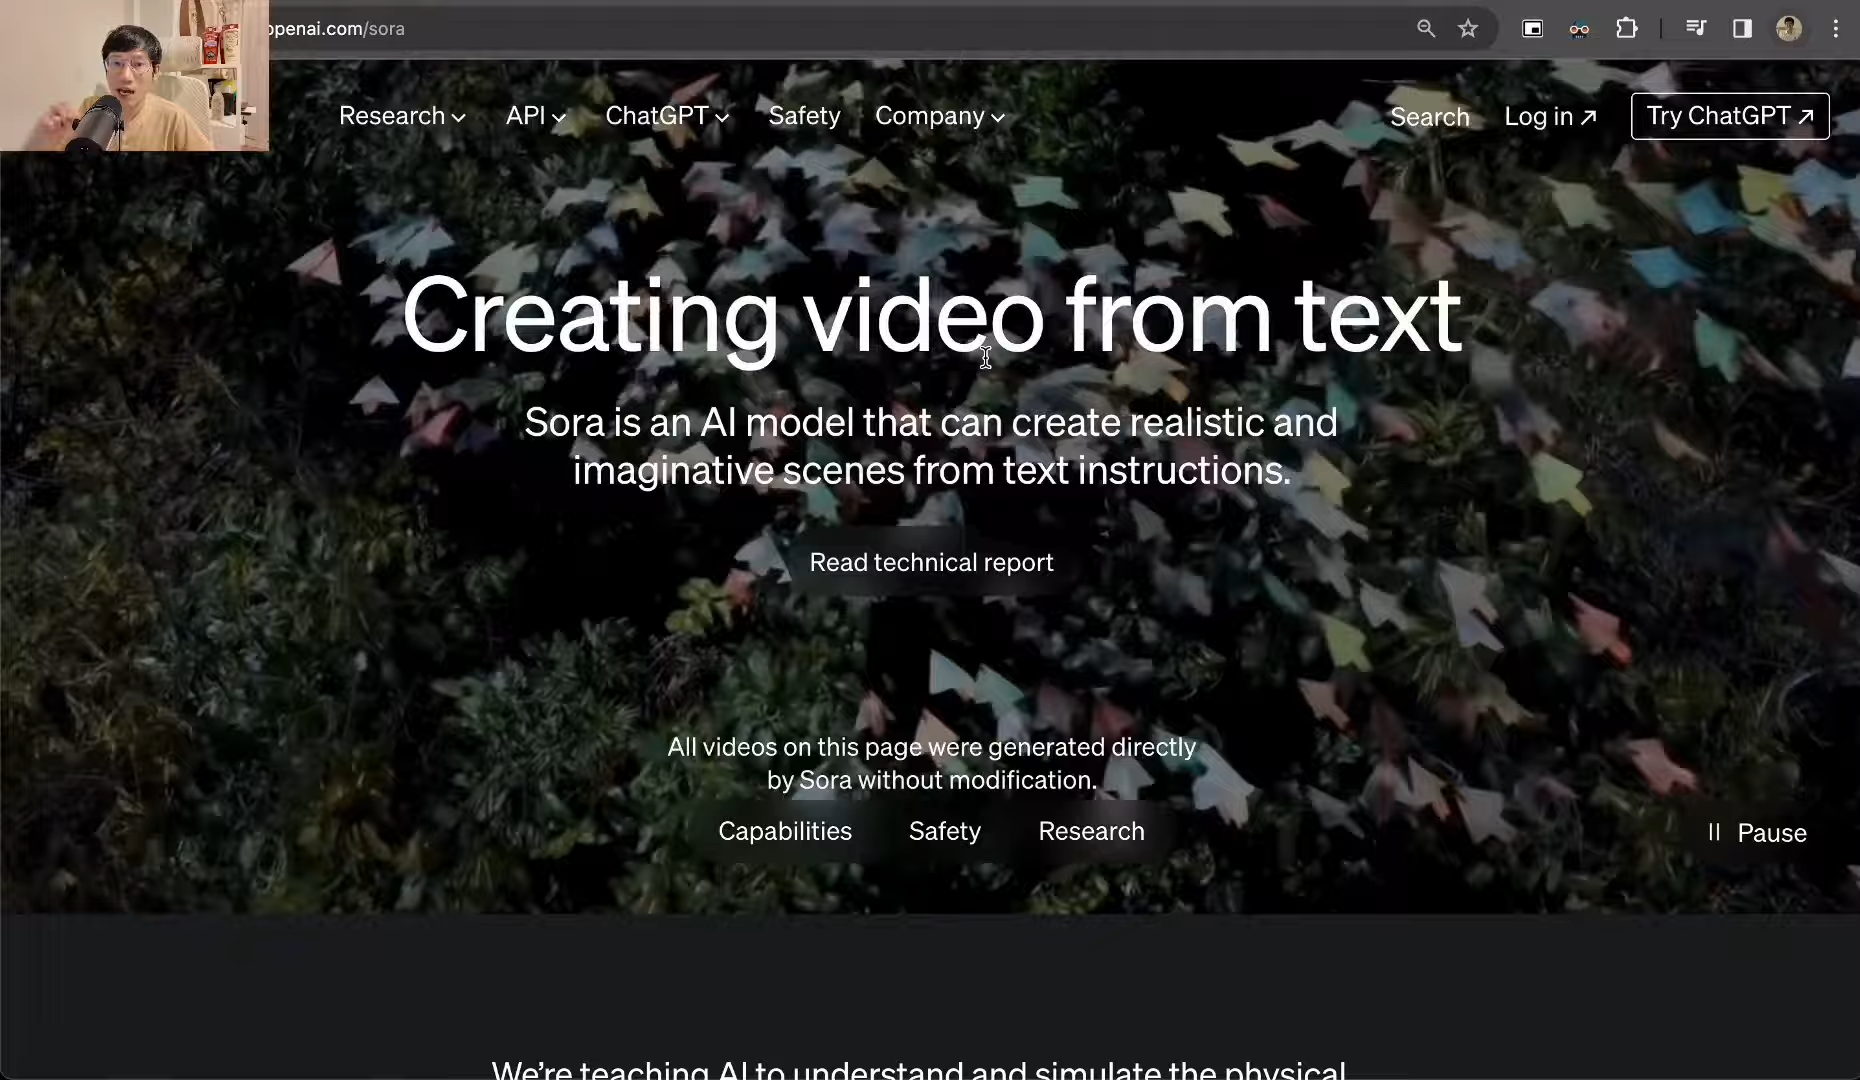 openai.com/sora
Research API ChatGPT Safety Company Search Log in Try ChatGPT
Creating video from text
Sora is an AI model that can create realistic and
imaginative scenes from text instructions.
Read technical report
All videos on this page were generated directly
by Sora without modification.
Capabilities Safety Research
Pause
We're teaching AI to understand and simulate the physical